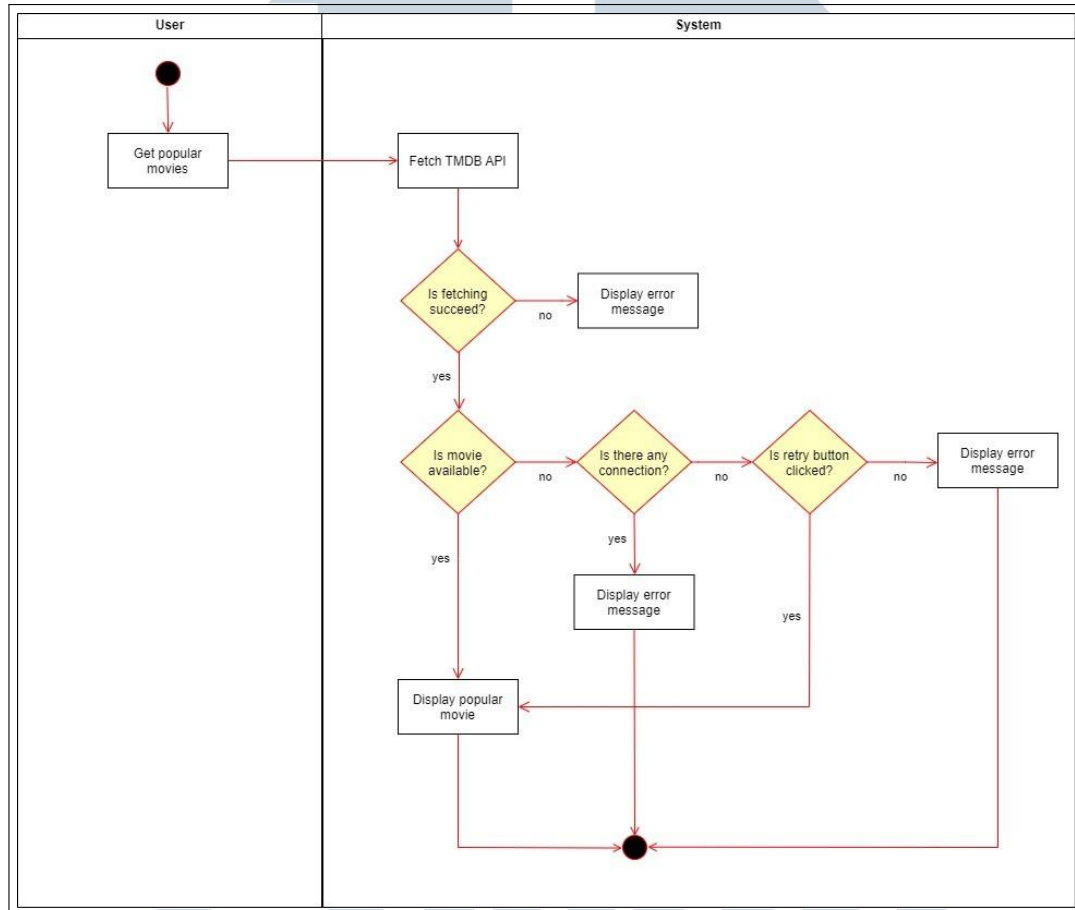 User
System
Get popular
movies
Fetch TMDB API
Is fetching
succeed?
no
Display error
message
yes
Is movie
available?
no
Is there any
connection?
no
Is retry button
clicked?
no
Display error
message
yes
yes
Display error
message
yes
Display popular
movie